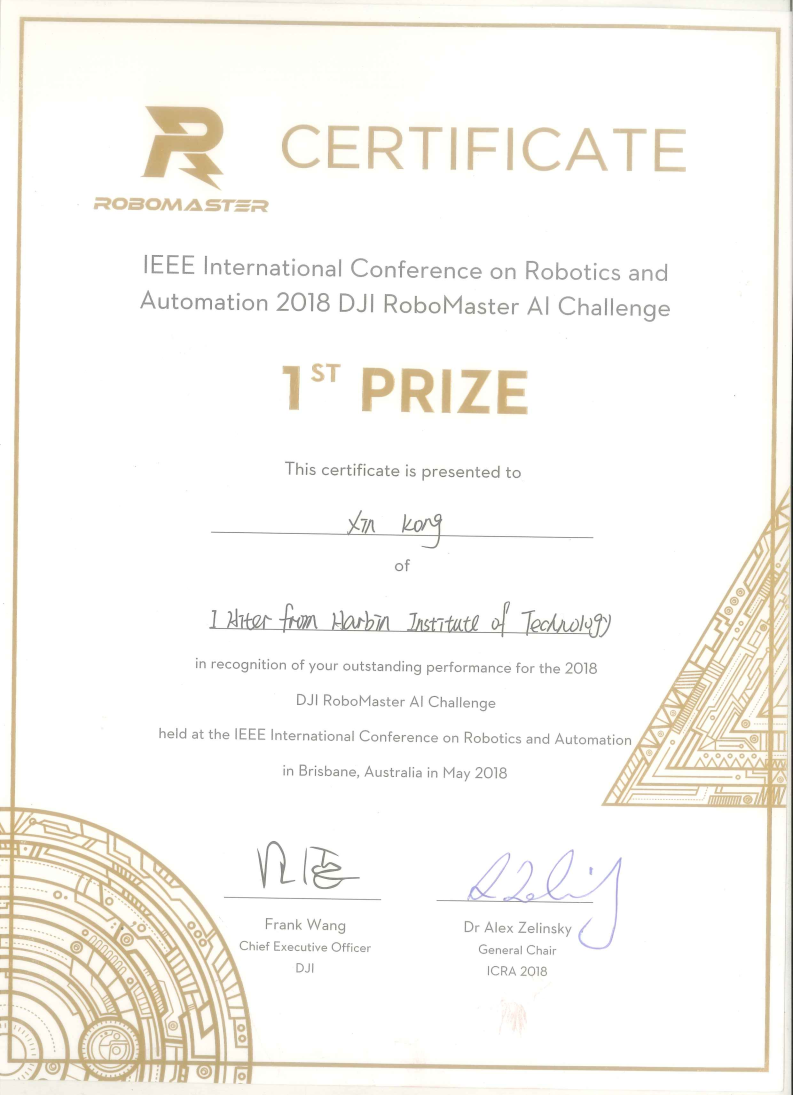 CERTIFICATE
ROBOMASTER
IEEE International Conference on Robotics and
Automation 2018 DJI RoboMaster AI Challenge
1ST PRIZE
This certificate is presented to
Xin Kong
of
I Hiter from Harbin Institute of Technology
in recognition of your outstanding performance for the 2018
DJI RoboMaster AI Challenge
held at the IEEE International Conference on Robotics and Automation
in Brisbane, Australia in May 2018
Frank Wang
Chief Executive Officer
DJI
Dr Alex Zelinsky
General Chair
ICRA 2018